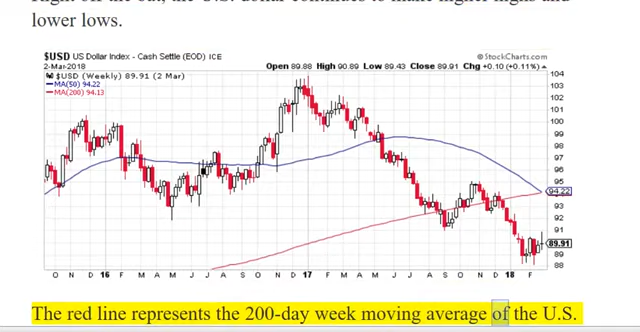 lower lows.
$USD US Dollar Index - Cash Settle (EOD) ICE
© StockCharts.com
2-Mar-2018
Open 89.88 High 90.89 Low 89.43 Close 89.91 Chg +0.10 (+0.11%)
$USD (Weekly) 89.91 (2 Mar)
MA(50) 94.22
MA(200) 94.13
104
103
102
101
100
99
98
97
96
95
94.22
93
92
91
89.91
89
88
O N D 16 F M A M J J A S O N D 17 F M A M J J A S O N D 18 F
The red line represents the 200-day week moving average of the U.S.